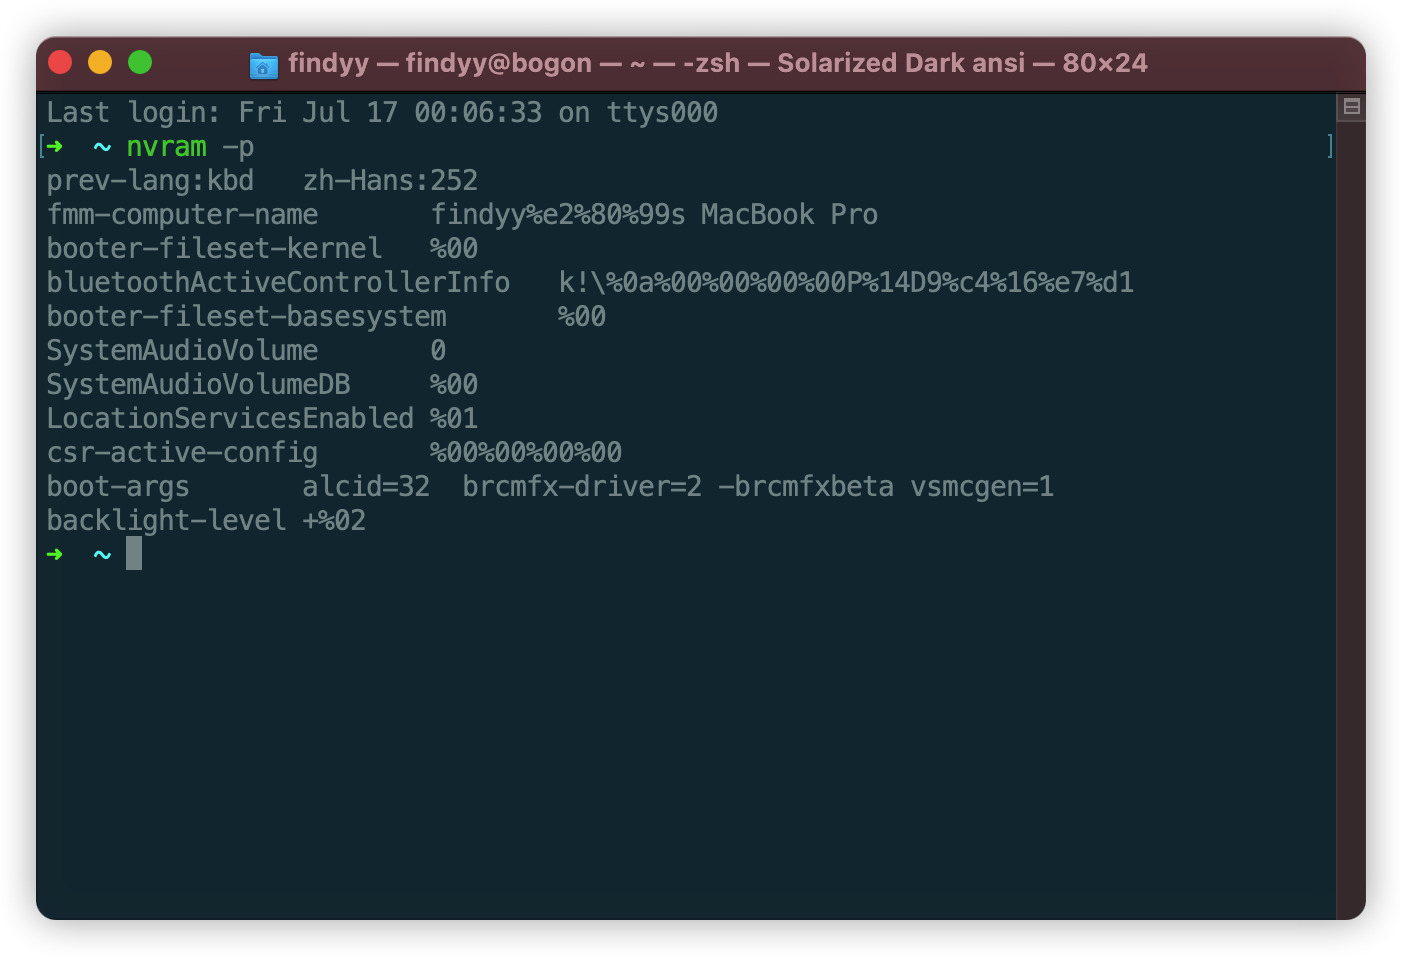 findyy — findyy@bogon — ~ — -zsh — Solarized Dark ansi — 80×24
Last login: Fri Jul 17 00:06:33 on ttys000
[➜  ~ nvram -p ]
prev-lang:kbd   zh-Hans:252
fmm-computer-name       findyy%e2%80%99s MacBook Pro
booter-fileset-kernel   %00
bluetoothActiveControllerInfo   k!\%0a%00%00%00%00P%14D9%c4%16%e7%d1
booter-fileset-basesystem       %00
SystemAudioVolume       0
SystemAudioVolumeDB     %00
LocationServicesEnabled %01
csr-active-config       %00%00%00%00
boot-args       alcid=32  brcmfx-driver=2 -brcmfxbeta vsmcgen=1
backlight-level +%02
➜  ~